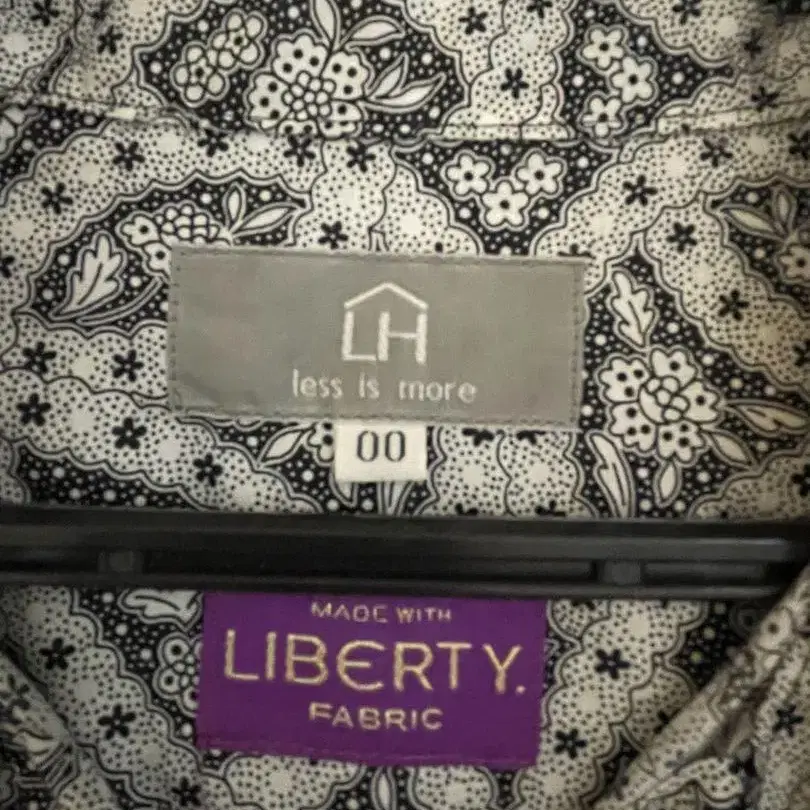 LH
less is more
00
MADE WITH
LIBERTY.
FABRIC